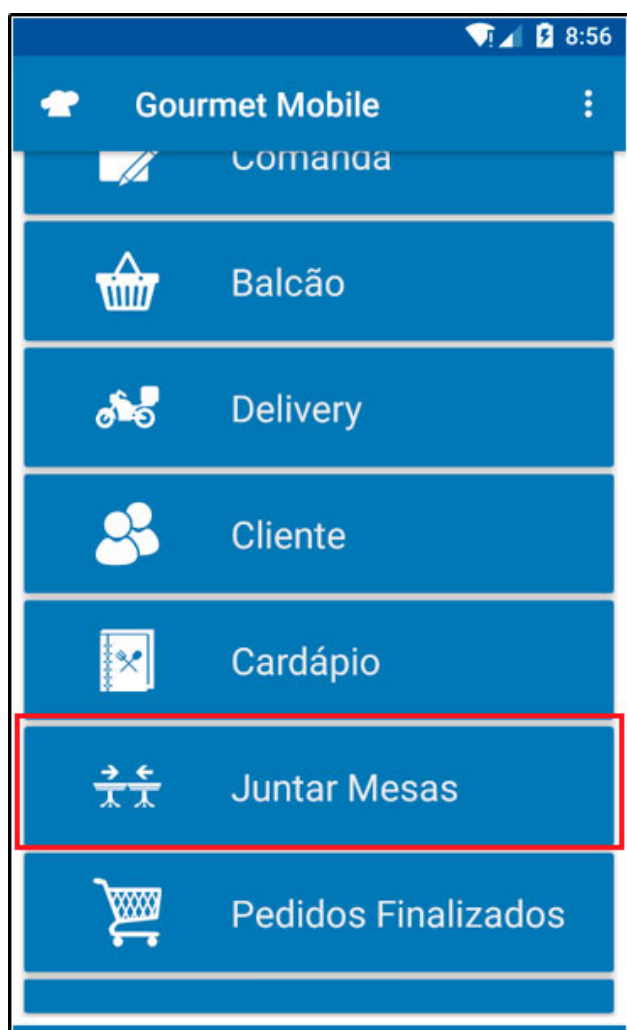 8:56
Gourmet Mobile
Comanda
Balcão
Delivery
Cliente
Cardápio
Juntar Mesas
Pedidos Finalizados